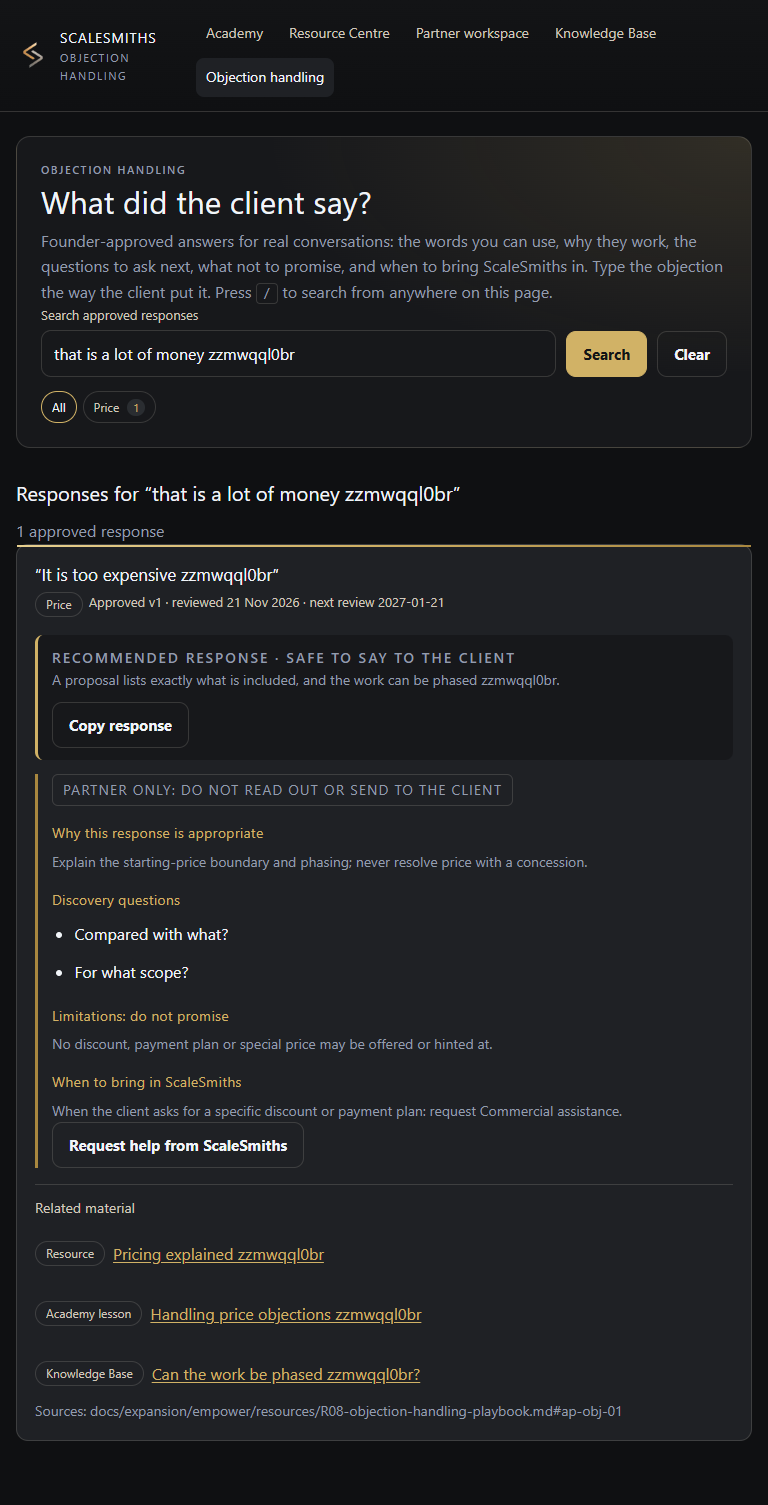 SCALESMITHS
OBJECTION
HANDLING
Academy
Resource Centre
Partner workspace
Knowledge Base
Objection handling
OBJECTION HANDLING
What did the client say?
Founder-approved answers for real conversations: the words you can use, why they work, the
questions to ask next, what not to promise, and when to bring ScaleSmiths in. Type the objection
the way the client put it. Press / to search from anywhere on this page.
Search approved responses
that is a lot of money zzmwqql0br
Search
Clear
All
Price 1
Responses for “that is a lot of money zzmwqql0br”
1 approved response
“It is too expensive zzmwqql0br”
Price
Approved v1 · reviewed 21 Nov 2026 · next review 2027-01-21
RECOMMENDED RESPONSE · SAFE TO SAY TO THE CLIENT
A proposal lists exactly what is included, and the work can be phased zzmwqql0br.
Copy response
PARTNER ONLY: DO NOT READ OUT OR SEND TO THE CLIENT
Why this response is appropriate
Explain the starting-price boundary and phasing; never resolve price with a concession.
Discovery questions
• Compared with what?
• For what scope?
Limitations: do not promise
No discount, payment plan or special price may be offered or hinted at.
When to bring in ScaleSmiths
When the client asks for a specific discount or payment plan: request Commercial assistance.
Request help from ScaleSmiths
Related material
Resource Pricing explained zzmwqql0br
Academy lesson Handling price objections zzmwqql0br
Knowledge Base Can the work be phased zzmwqql0br?
Sources: docs/expansion/empower/resources/R08-objection-handling-playbook.md#ap-obj-01